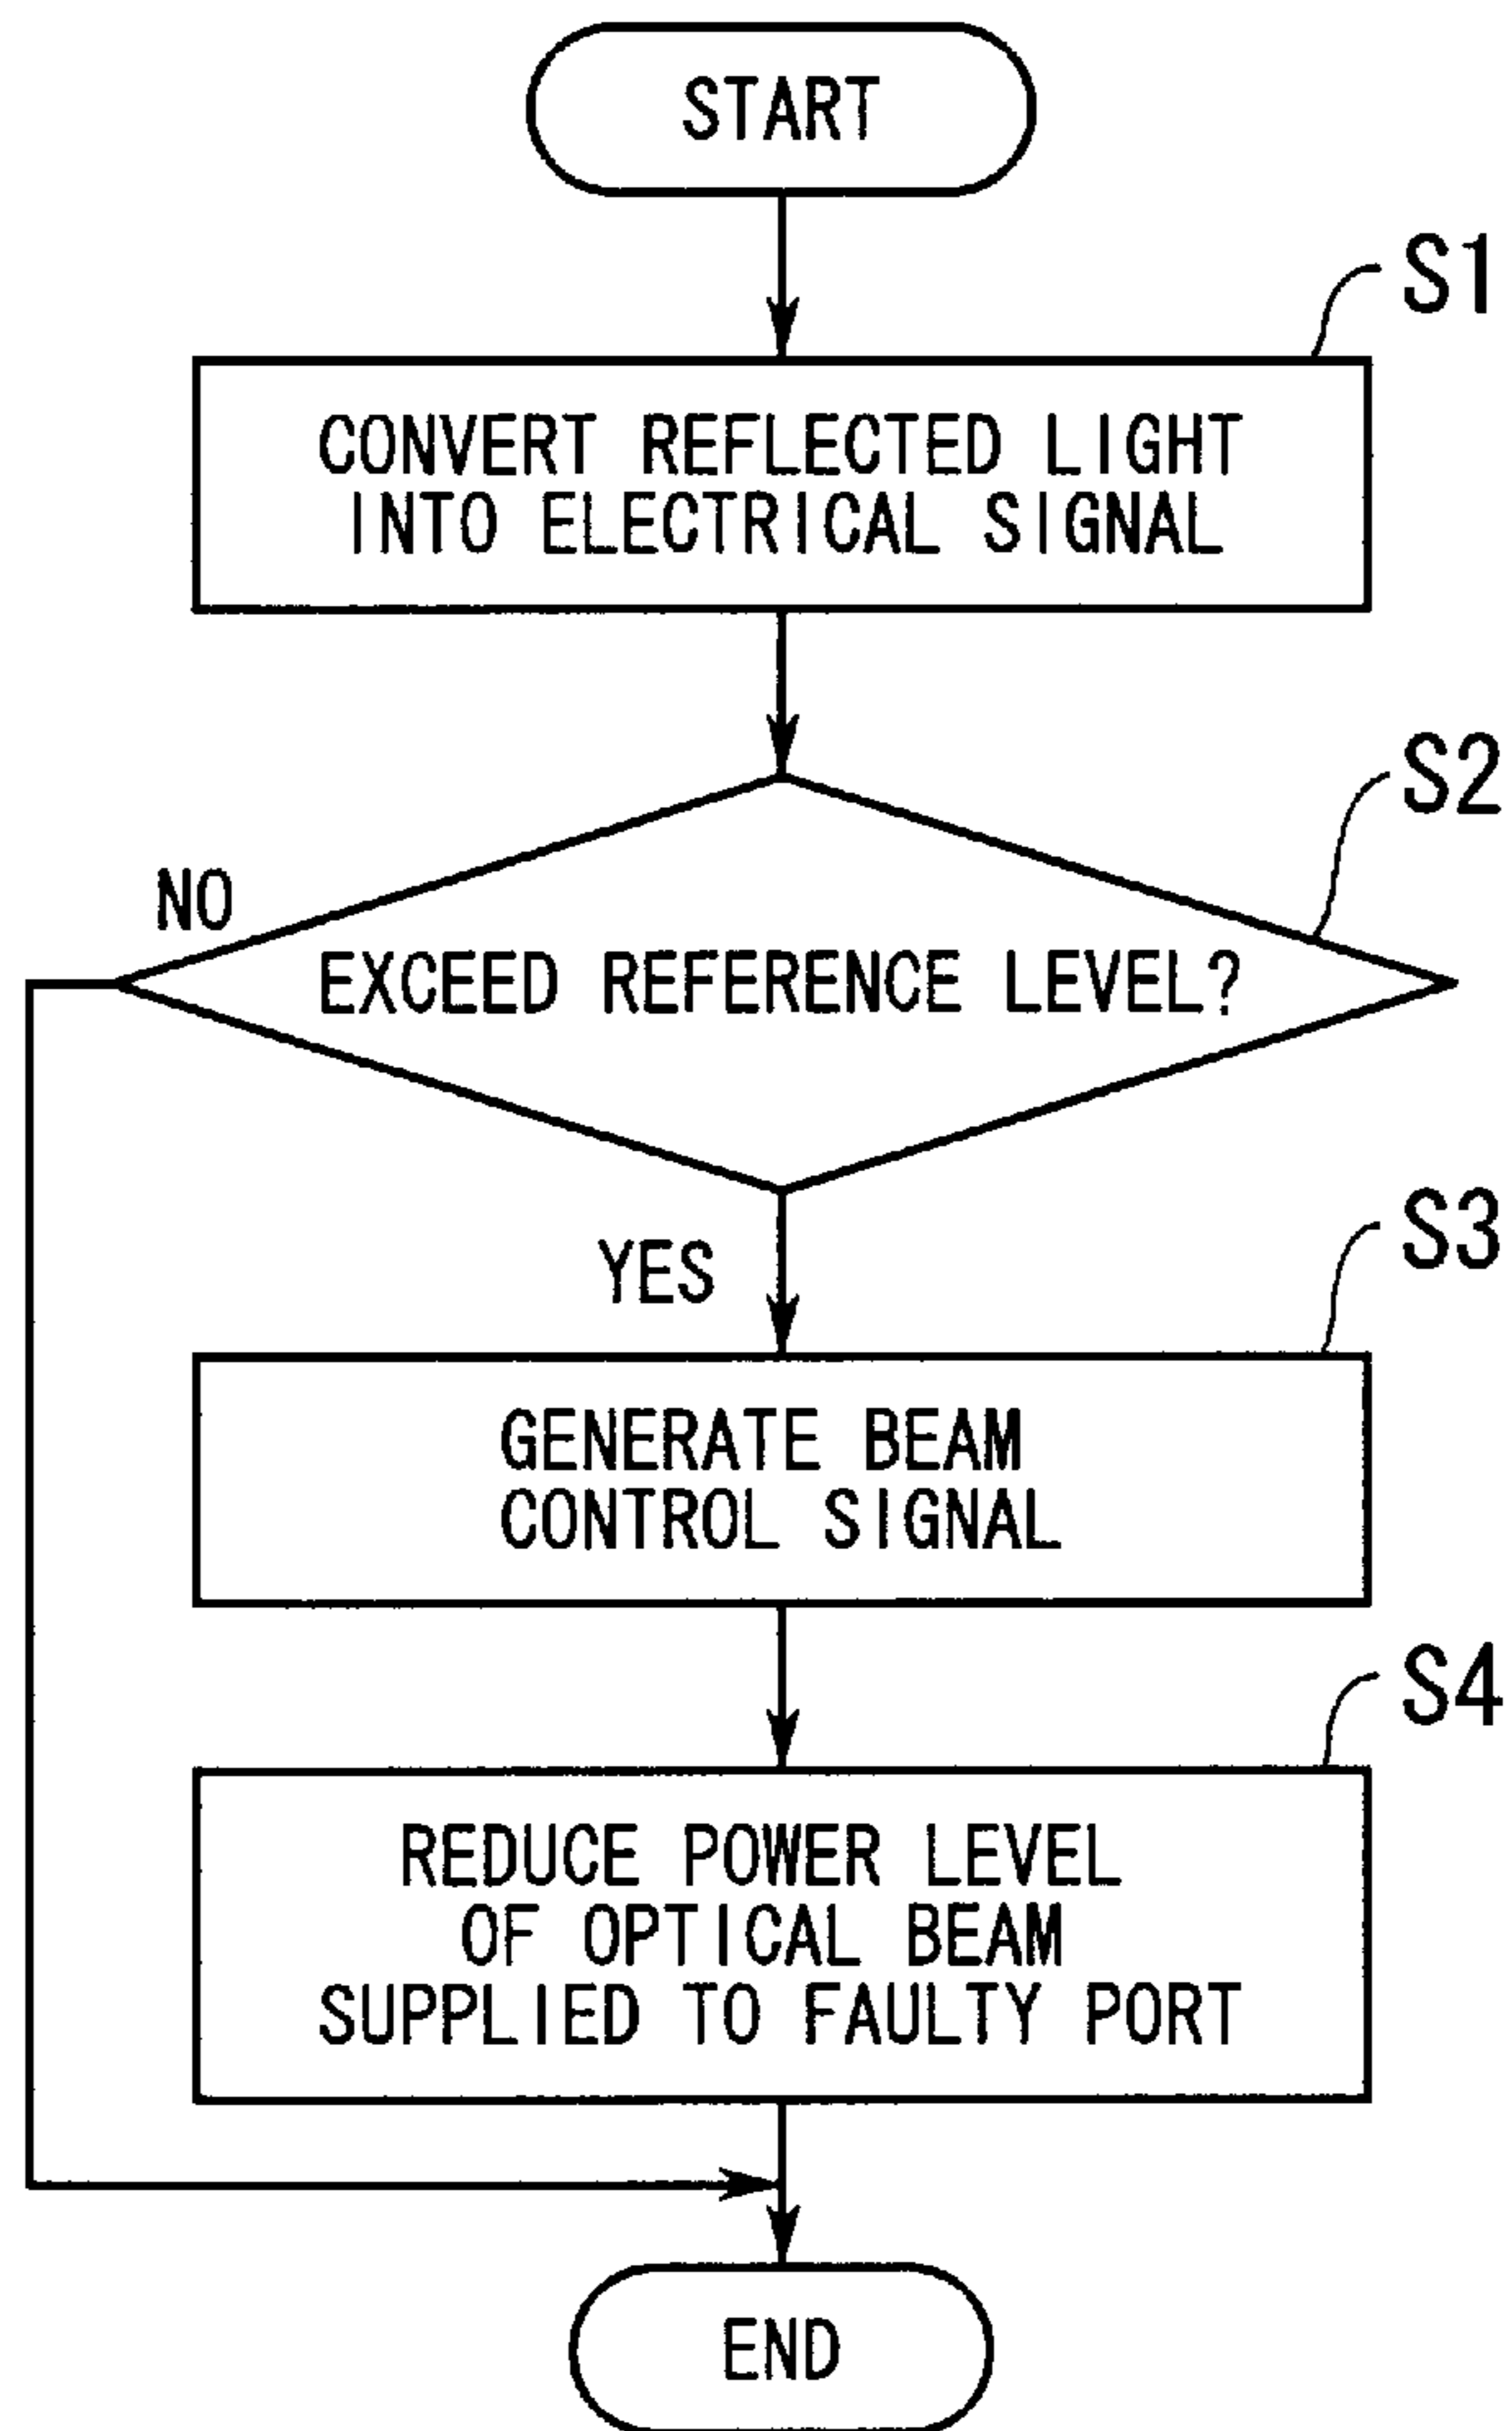 START
S1
CONVERT REFLECTED LIGHT
INTO ELECTRICAL SIGNAL
S2
NO
EXCEED REFERENCE LEVEL?
YES
S3
GENERATE BEAM
CONTROL SIGNAL
S4
REDUCE POWER LEVEL
OF OPTICAL BEAM
SUPPLIED TO FAULTY PORT
END